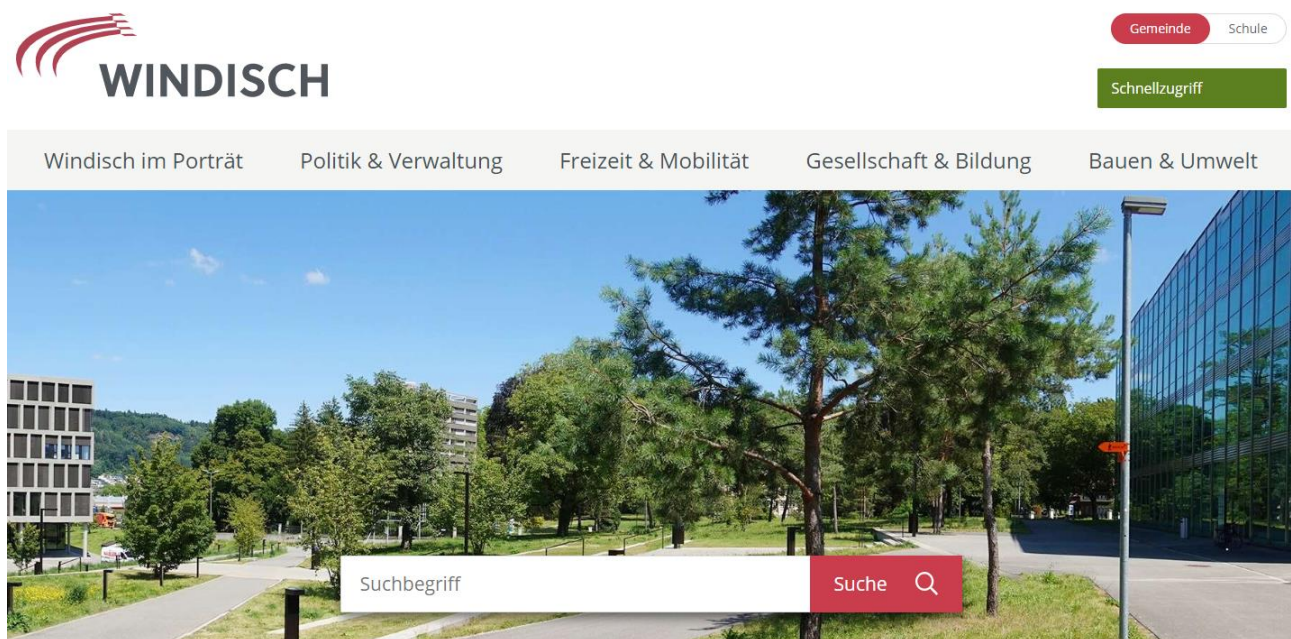 WINDISCH
Gemeinde Schule
Schnellzugriff
Windisch im Porträt Politik & Verwaltung Freizeit & Mobilität Gesellschaft & Bildung Bauen & Umwelt
Suchbegriff Suche